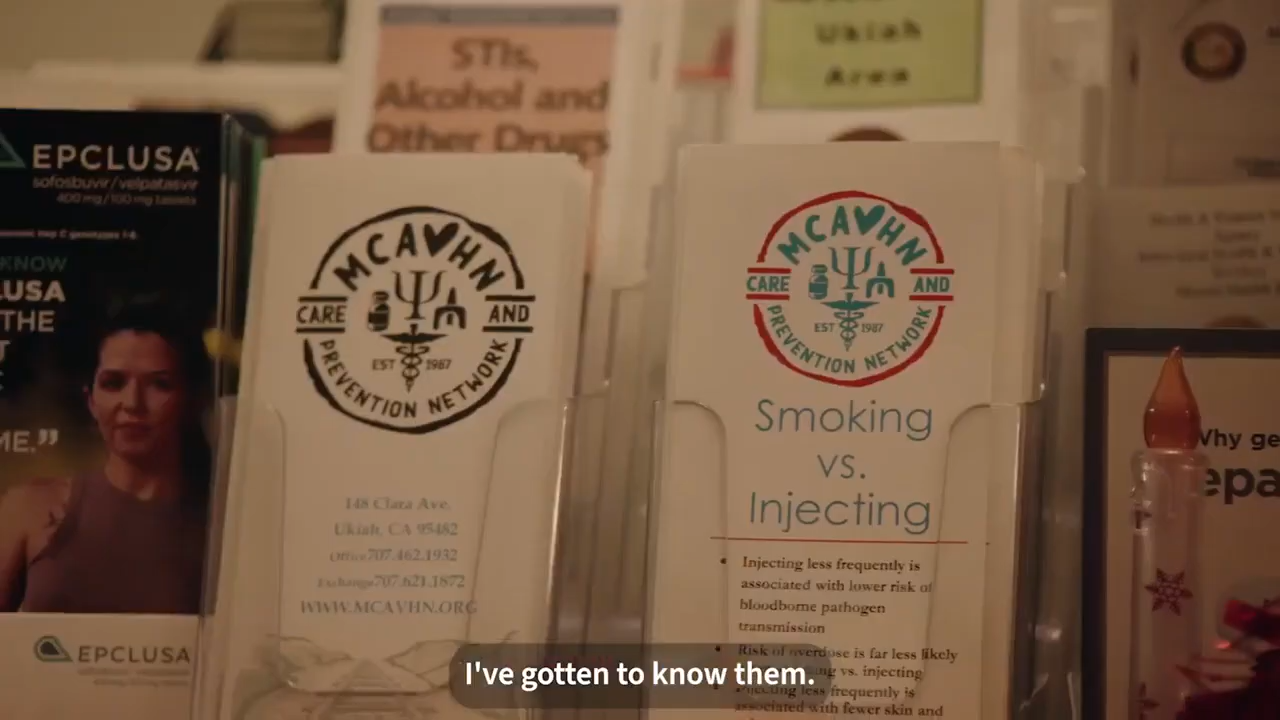 STIs,
Alcohol and
Other Drugs
Ukiah
Area
EPCLUSA
sofosbuvir/velpatasvir
400 mg/100 mg tablets
KNOW
LUSA
THE
ME.”
EPCLUSA
MCAVHN
CARE AND
EST 1987
PREVENTION NETWORK
148 Clara Ave.
Ukiah, CA 95482
Office707.462.1932
Exchange707.621.1872
WWW.MCAVHN.ORG
MCAVHN
CARE AND
EST 1987
PREVENTION NETWORK
Smoking
vs.
Injecting
• Injecting less frequently is
associated with lower risk of
bloodborne pathogen
transmission
• Risk of overdose is far less likely
vs. injecting
• Injecting less frequently is
associated with fewer skin and
Why ge
epa
I've gotten to know them.